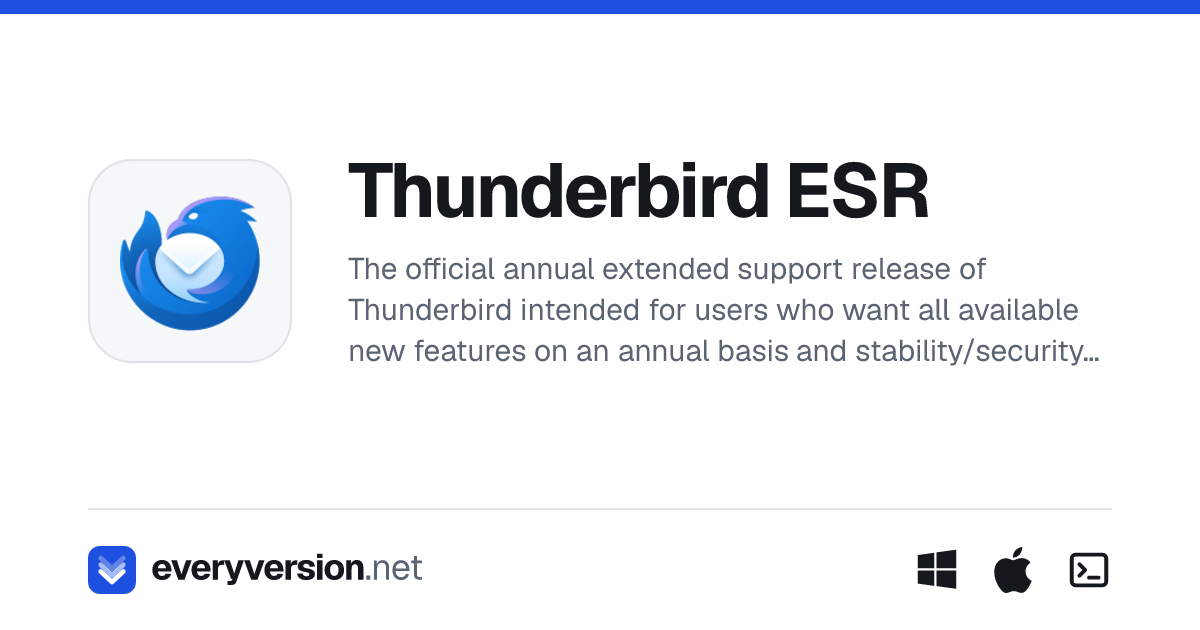 Thunderbird ESR
The official annual extended support release of
Thunderbird intended for users who want all available
new features on an annual basis and stability/security…
everyversion.net